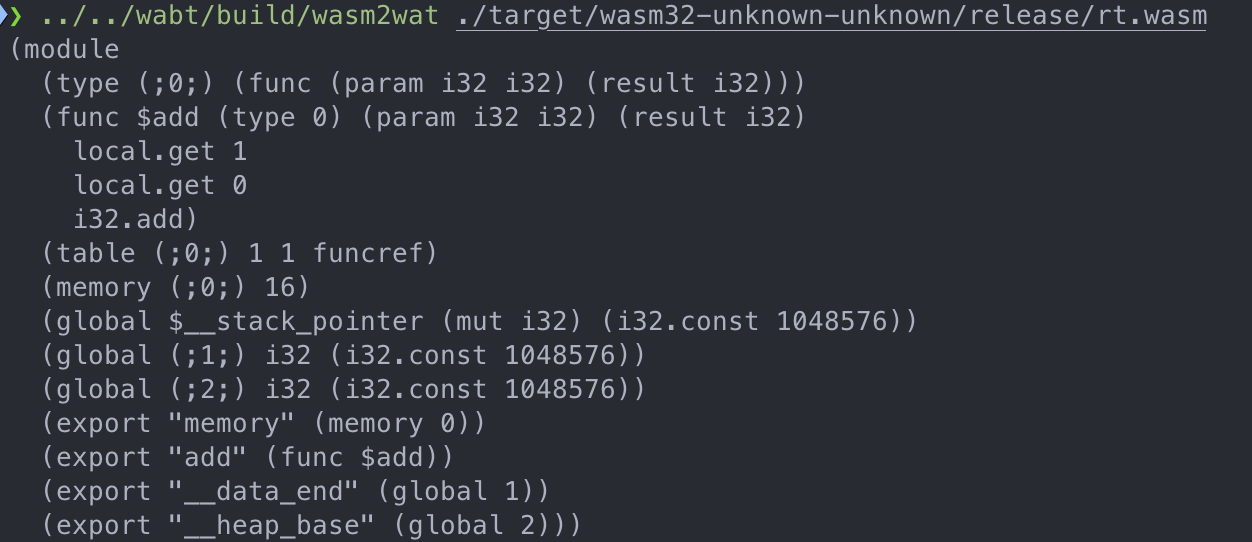 ❯ ../../wabt/build/wasm2wat ./target/wasm32-unknown-unknown/release/rt.wasm
(module
  (type (;0;) (func (param i32 i32) (result i32)))
  (func $add (type 0) (param i32 i32) (result i32)
    local.get 1
    local.get 0
    i32.add)
  (table (;0;) 1 1 funcref)
  (memory (;0;) 16)
  (global $__stack_pointer (mut i32) (i32.const 1048576))
  (global (;1;) i32 (i32.const 1048576))
  (global (;2;) i32 (i32.const 1048576))
  (export "memory" (memory 0))
  (export "add" (func $add))
  (export "__data_end" (global 1))
  (export "__heap_base" (global 2)))